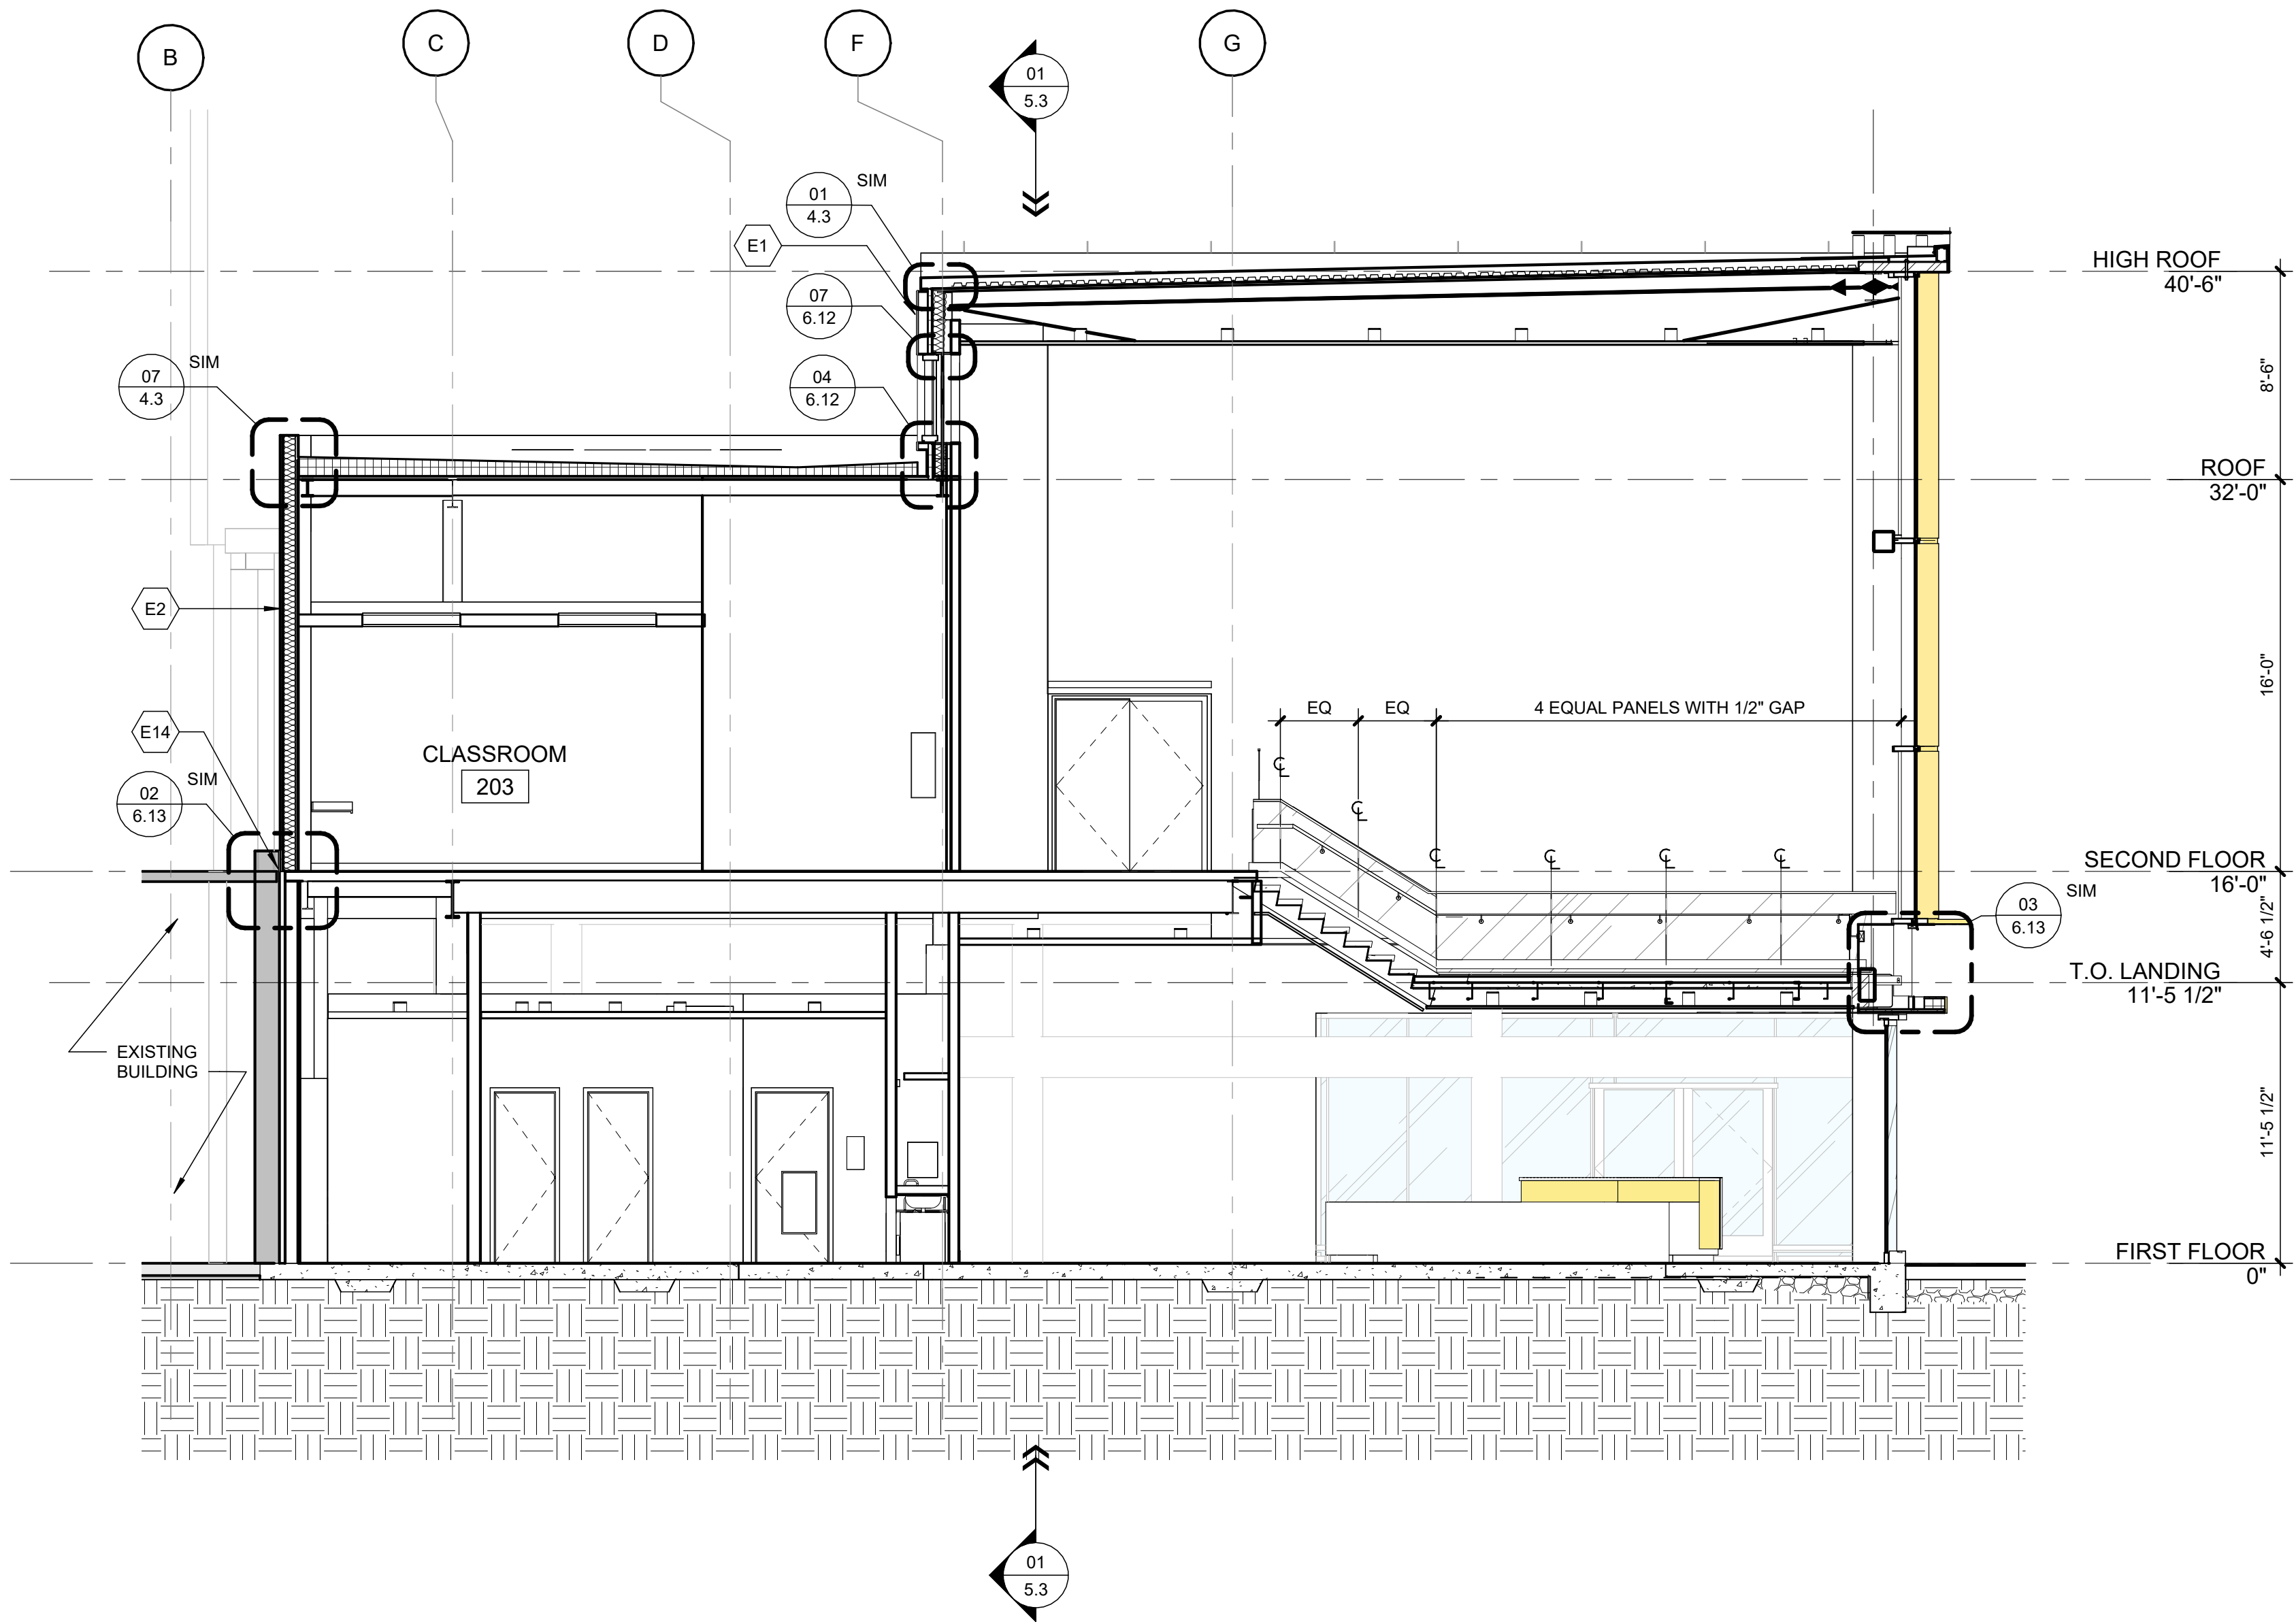 B
C
D
F
G
01
5.3
01
4.3
SIM
E1
HIGH ROOF
40'-6"
07
6.12
07
4.3
SIM
04
6.12
8'-6"
ROOF
32'-0"
E2
16'-0"
EQ
EQ
4 EQUAL PANELS WITH 1/2" GAP
E14
CLASSROOM
203
02
6.13
SIM
℄
℄
℄
℄
℄
℄
SECOND FLOOR
16'-0"
03
6.13
SIM
4'-6 1/2"
T.O. LANDING
11'-5 1/2"
EXISTING
BUILDING
11'-5 1/2"
FIRST FLOOR
0"
01
5.3